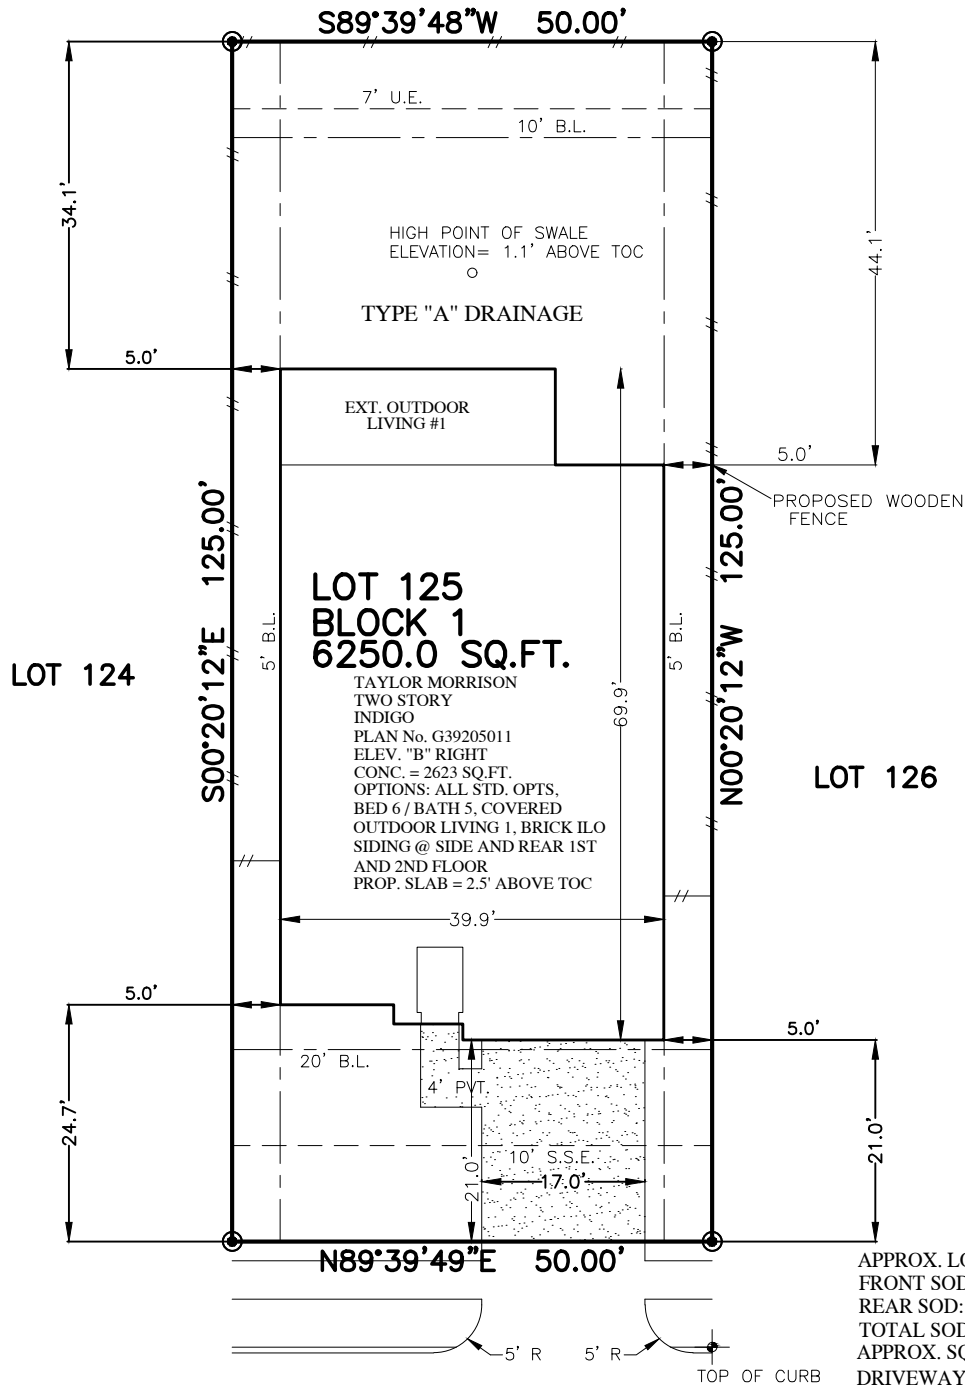 S89°39'48"W 50.00'
7' U.E.
10' B.L.
34.1'
44.1'
HIGH POINT OF SWALE
ELEVATION= 1.1' ABOVE TOC
TYPE "A" DRAINAGE
5.0'
EXT. OUTDOOR
LIVING #1
5.0'
PROPOSED WOODEN
FENCE
S00°20'12"E 125.00'
N00°20'12"W 125.00'
5' B.L.
5' B.L.
69.9'
LOT 124
LOT 125
BLOCK 1
6250.0 SQ.FT.
TAYLOR MORRISON
TWO STORY
INDIGO
PLAN No. G39205011
ELEV. "B" RIGHT
CONC. = 2623 SQ.FT.
OPTIONS: ALL STD. OPTS,
BED 6 / BATH 5, COVERED
OUTDOOR LIVING 1, BRICK ILO
SIDING @ SIDE AND REAR 1ST
AND 2ND FLOOR
PROP. SLAB = 2.5' ABOVE TOC
LOT 126
39.9'
5.0'
5.0'
20' B.L.
4' PVT.
24.7'
21.0'
10' S.S.E.
17.0'
21.0'
N89°39'49"E 50.00'
APPROX. LO
FRONT SOD
REAR SOD:
TOTAL SOD
APPROX. SQ
DRIVEWAY
5' R
5' R
TOP OF CURB